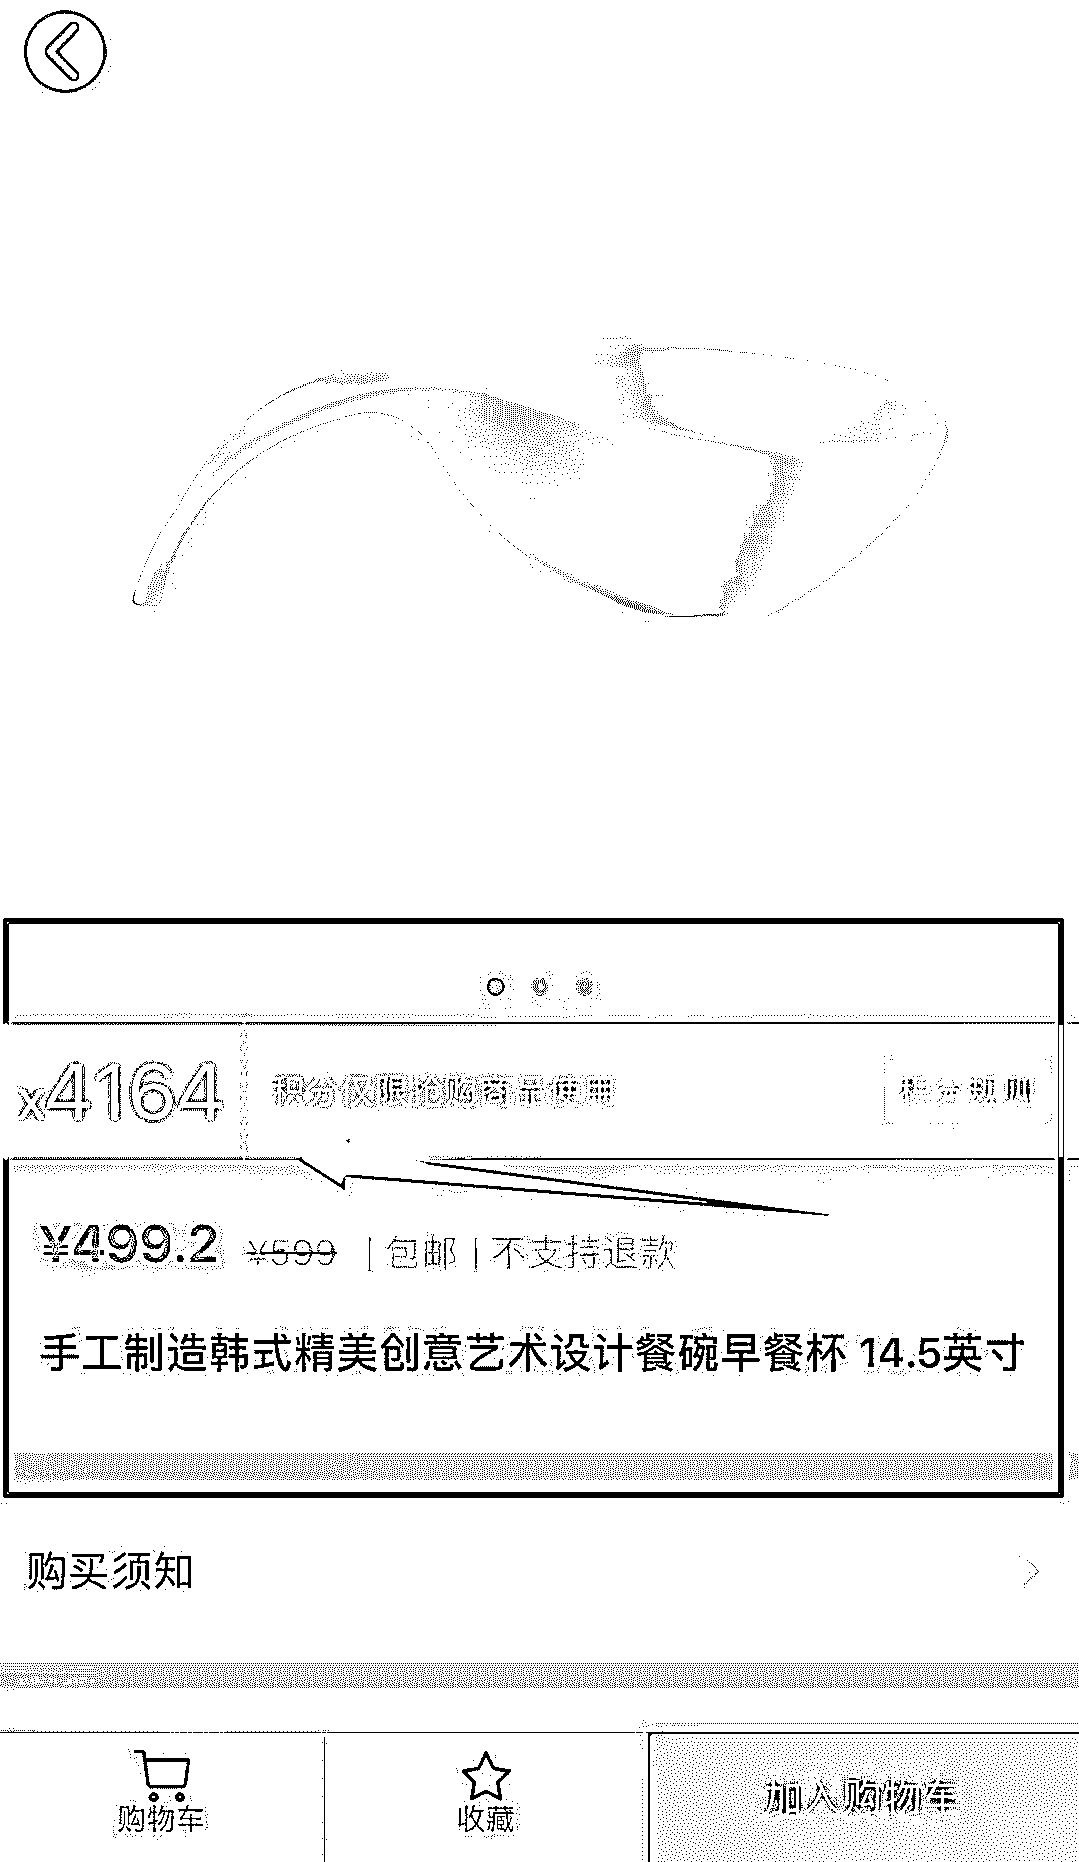 x4164 积分仅限抢购商品使用 积分规则
¥499.2 ¥599 | 包邮 | 不支持退款
手工制造韩式精美创意艺术设计餐碗早餐杯 14.5英寸
购买须知
购物车 收藏 加入购物车